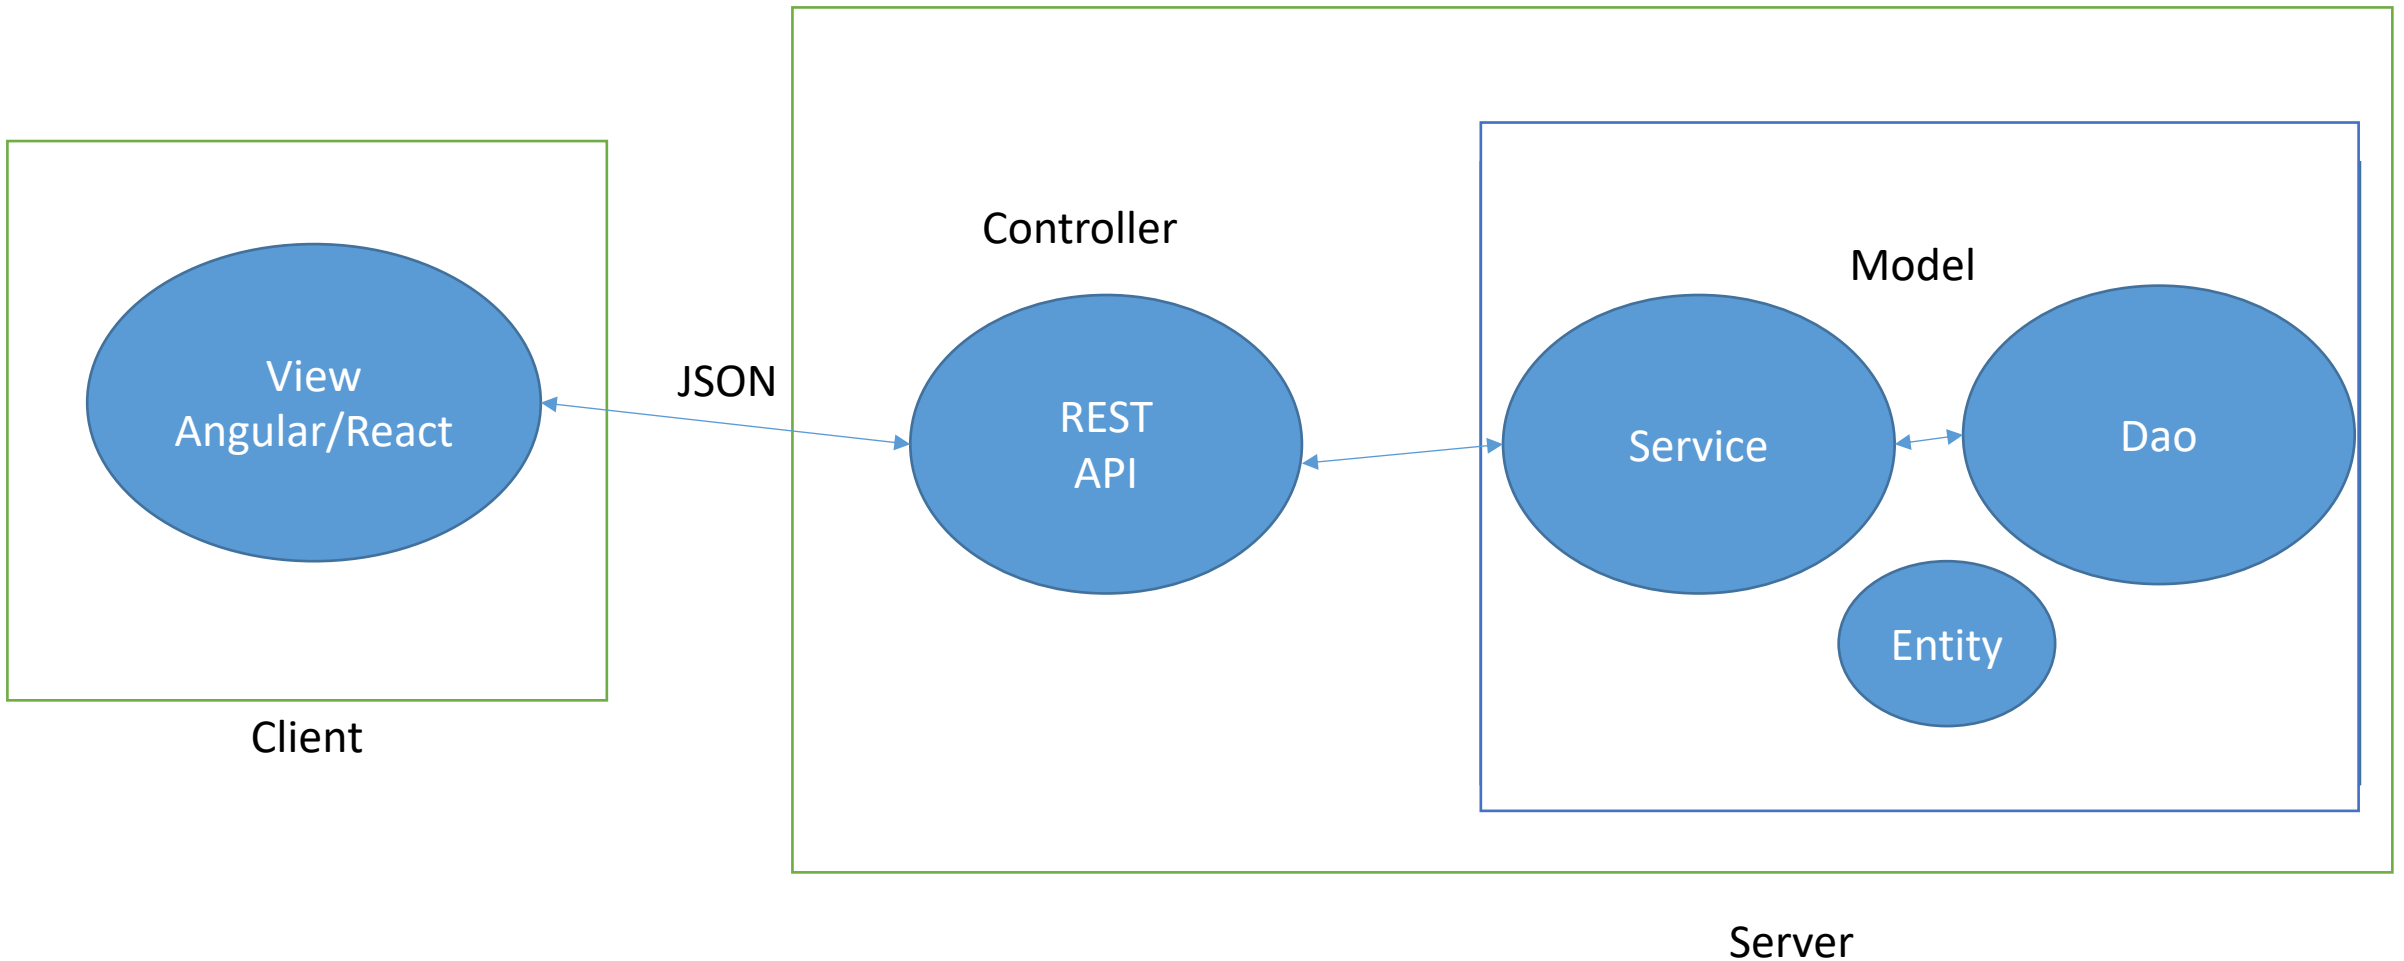 Controller
Model
View
Angular/React
JSON
REST
API
Service
Dao
Entity
Client
Server